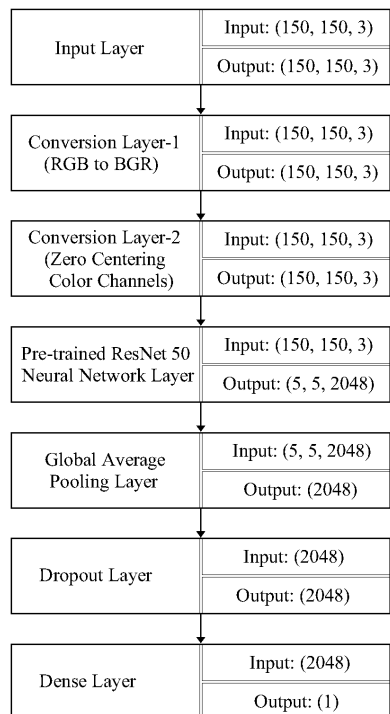 Input Layer
Input: (150, 150, 3)
Output: (150, 150, 3)
Conversion Layer-1
(RGB to BGR)
Input: (150, 150, 3)
Output: (150, 150, 3)
Conversion Layer-2
(Zero Centering
Color Channels)
Input: (150, 150, 3)
Output: (150, 150, 3)
Pre-trained ResNet 50
Neural Network Layer
Input: (150, 150, 3)
Output: (5, 5, 2048)
Global Average
Pooling Layer
Input: (5, 5, 2048)
Output: (2048)
Dropout Layer
Input: (2048)
Output: (2048)
Dense Layer
Input: (2048)
Output: (1)